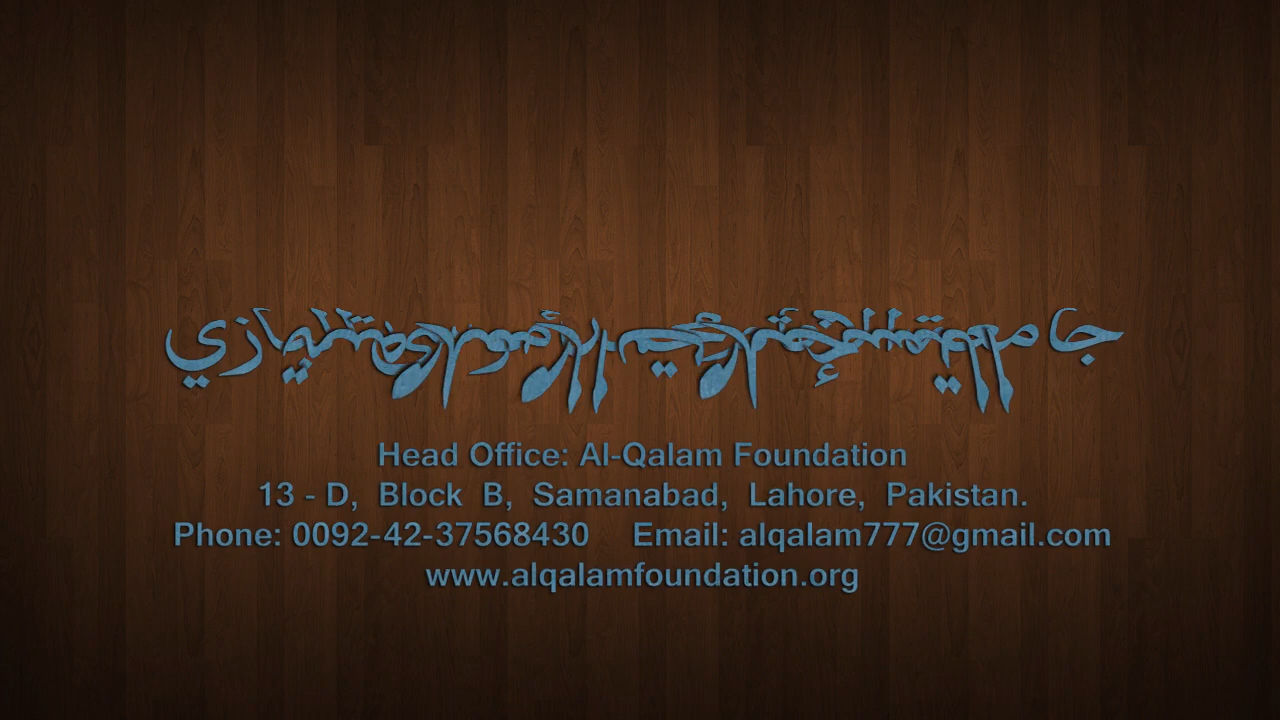 Head Office: Al-Qalam Foundation
13 - D, Block B, Samanabad, Lahore, Pakistan.
Phone: 0092-42-37568430 Email: alqalam777@gmail.com
www.alqalamfoundation.org